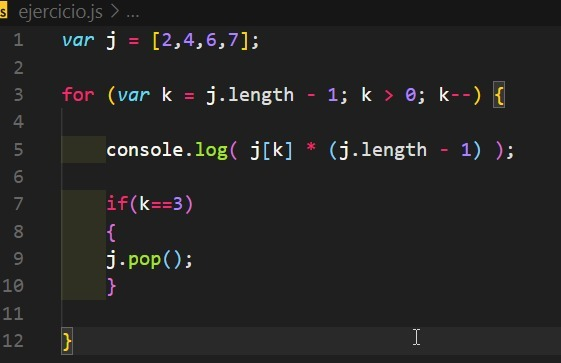 JS ejercicio.js > ...
1 var j = [2,4,6,7];
2
3 for (var k = j.length - 1; k > 0; k--) {
4
5 console.log( j[k] * (j.length - 1) );
6
7 if(k==3)
8 {
9 j.pop();
10 }
11
12 }